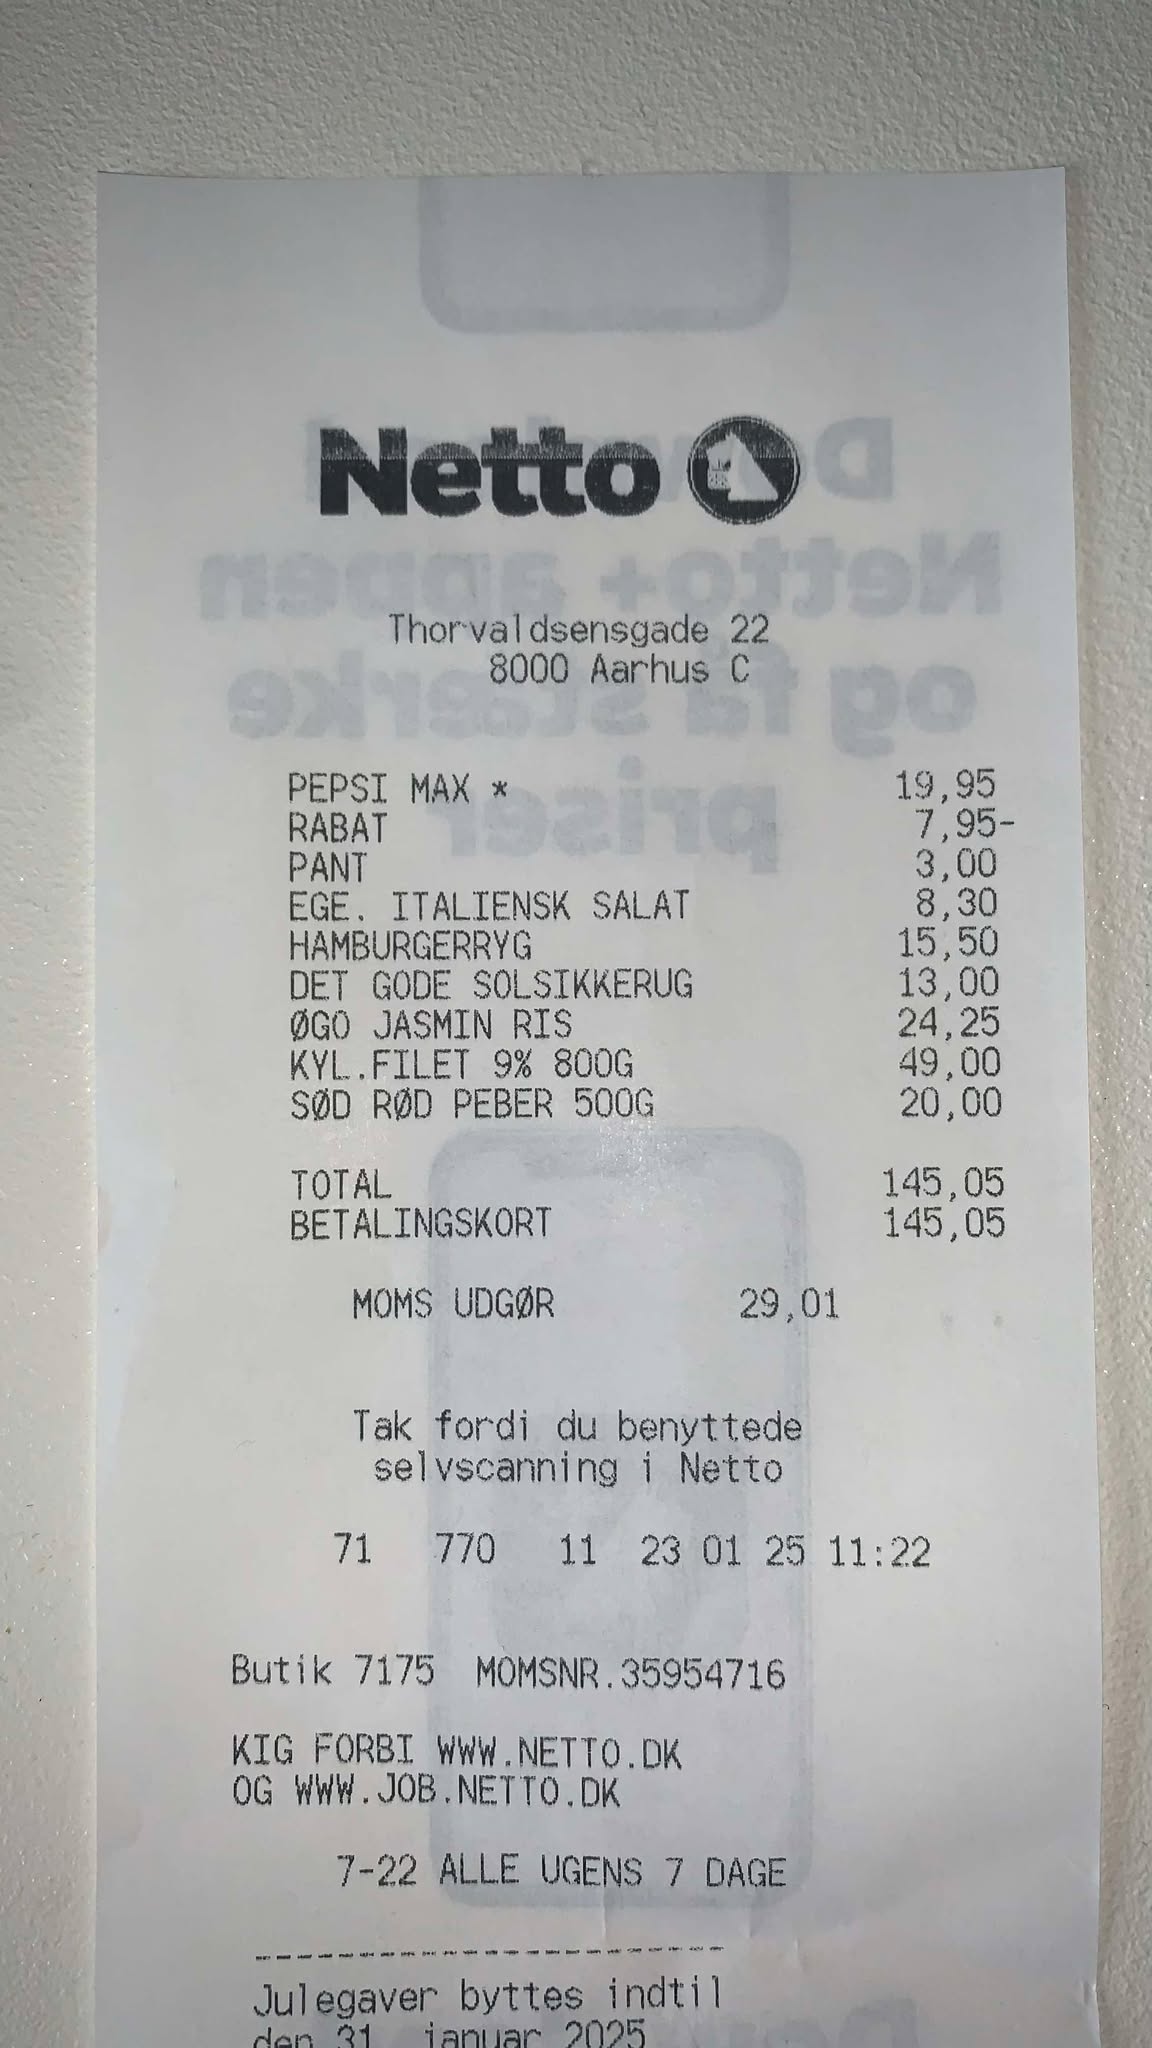 Netto
Thorvaldsensgade 22
8000 Aarhus C
PEPSI MAX * 19,95
RABAT 7,95-
PANT 3,00
EGE. ITALIENSK SALAT 8,30
HAMBURGERRYG 15,50
DET GODE SOLSIKKERUG 13,00
ØGO JASMIN RIS 24,25
KYL.FILET 9% 800G 49,00
SØD RØD PEBER 500G 20,00
TOTAL 145,05
BETALINGSKORT 145,05
MOMS UDGØR 29,01
Tak fordi du benyttede
selvscanning i Netto
71 770 11 23 01 25 11:22
Butik 7175 MOMSNR.35954716
KIG FORBI WWW.NETTO.DK
OG WWW.JOB.NETTO.DK
7-22 ALLE UGENS 7 DAGE
Julegaver byttes indtil
den 31. januar 2025